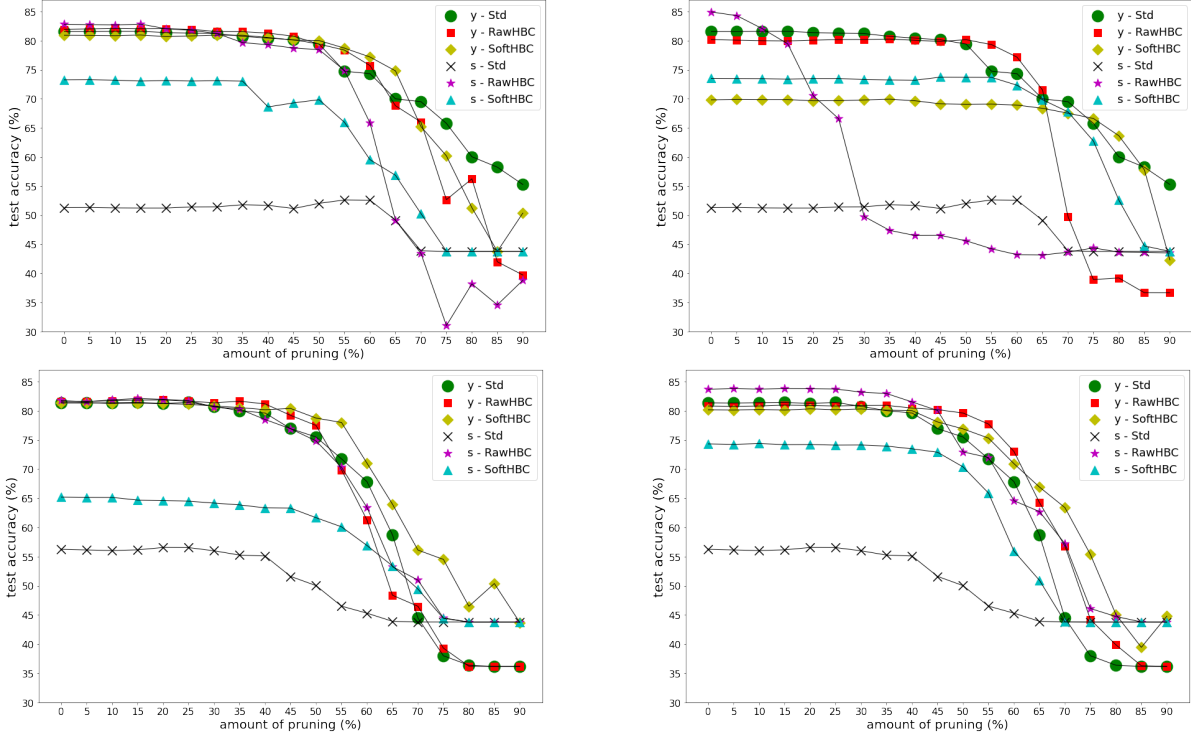 85
80
75
70
65
60
55
50
45
40
35
30
test accuracy (%)
y - Std
y - RawHBC
y - SoftHBC
s - Std
s - RawHBC
s - SoftHBC
0 5 10 15 20 25 30 35 40 45 50 55 60 65 70 75 80 85 90
amount of pruning (%)
85
80
75
70
65
60
55
50
45
40
35
30
test accuracy (%)
y - Std
y - RawHBC
y - SoftHBC
s - Std
s - RawHBC
s - SoftHBC
0 5 10 15 20 25 30 35 40 45 50 55 60 65 70 75 80 85 90
amount of pruning (%)
85
80
75
70
65
60
55
50
45
40
35
30
test accuracy (%)
y - Std
y - RawHBC
y - SoftHBC
s - Std
s - RawHBC
s - SoftHBC
0 5 10 15 20 25 30 35 40 45 50 55 60 65 70 75 80 85 90
amount of pruning (%)
85
80
75
70
65
60
55
50
45
40
35
30
test accuracy (%)
y - Std
y - RawHBC
y - SoftHBC
s - Std
s - RawHBC
s - SoftHBC
0 5 10 15 20 25 30 35 40 45 50 55 60 65 70 75 80 85 90
amount of pruning (%)